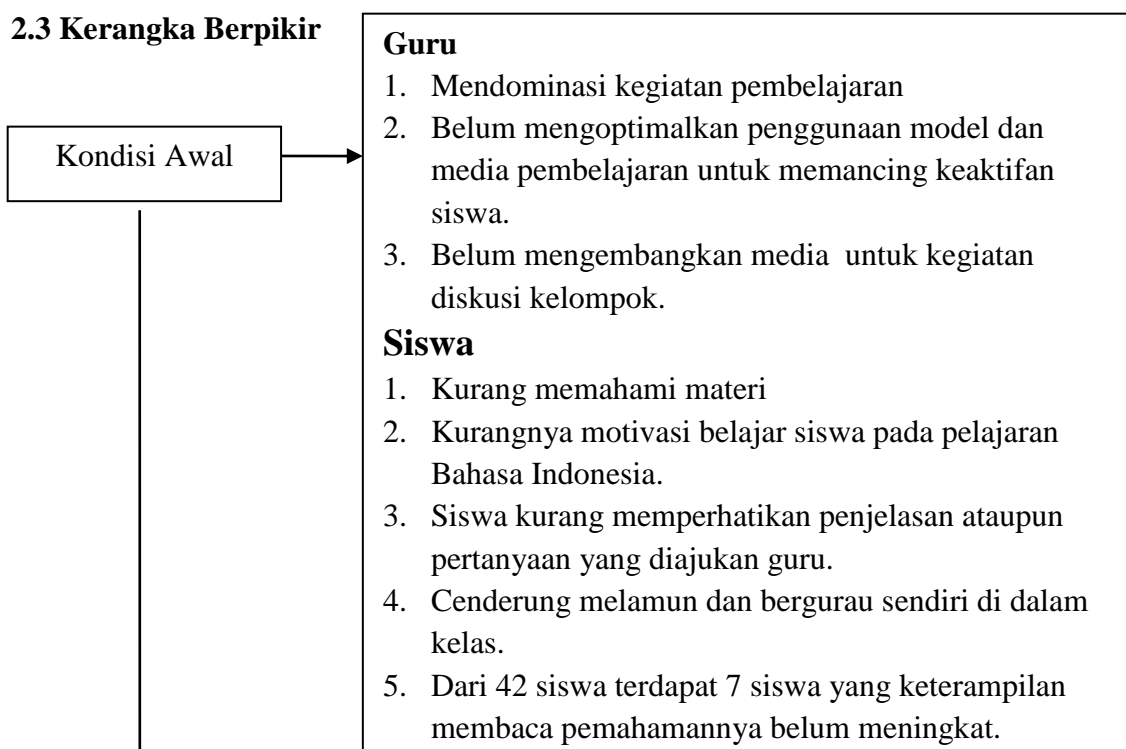 2.3 Kerangka Berpikir
Kondisi Awal
Guru
1. Mendominasi kegiatan pembelajaran
2. Belum mengoptimalkan penggunaan model dan
media pembelajaran untuk memancing keaktifan
siswa.
3. Belum mengembangkan media  untuk kegiatan
diskusi kelompok.
Siswa
1. Kurang memahami materi
2. Kurangnya motivasi belajar siswa pada pelajaran
Bahasa Indonesia.
3. Siswa kurang memperhatikan penjelasan ataupun
pertanyaan yang diajukan guru.
4. Cenderung melamun dan bergurau sendiri di dalam
kelas.
5. Dari 42 siswa terdapat 7 siswa yang keterampilan
membaca pemahamannya belum meningkat.